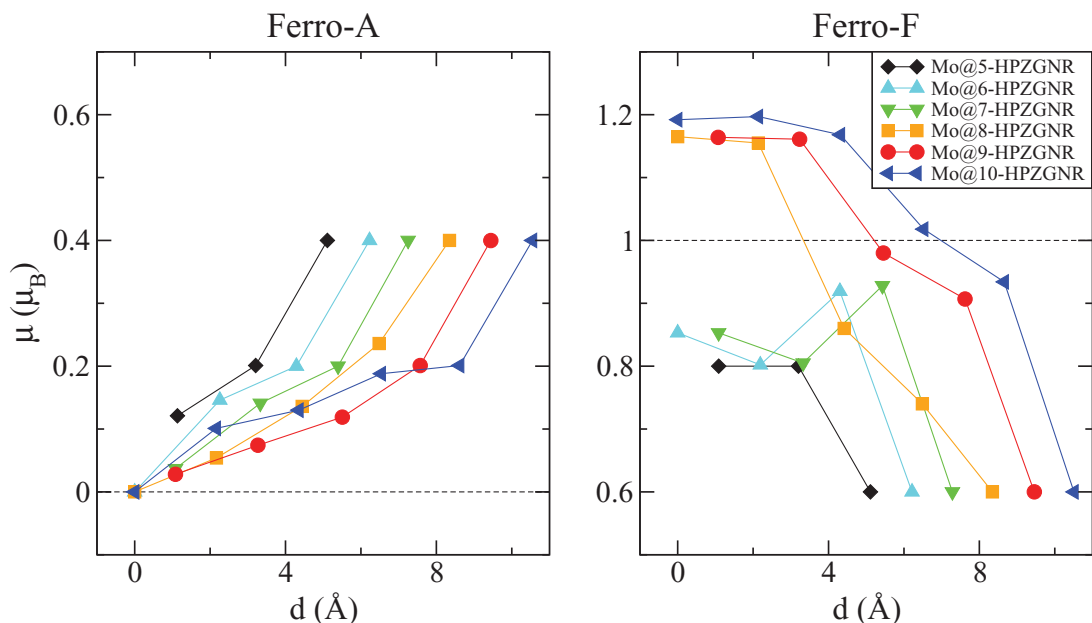 Ferro-A
Ferro-F
μ (μB)
0.6
0.4
0.2
0
0
4
8
d (Å)
1.2
1
0.8
0.6
0
4
8
d (Å)
Mo@5-HPZGNR
Mo@6-HPZGNR
Mo@7-HPZGNR
Mo@8-HPZGNR
Mo@9-HPZGNR
Mo@10-HPZGNR